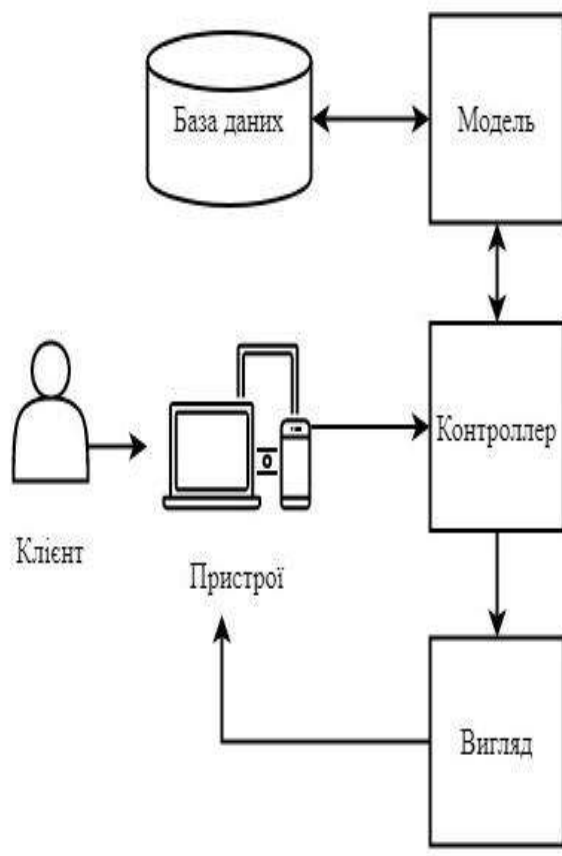 База даних
Модель
Контроллер
Клієнт
Пристрої
Вигляд